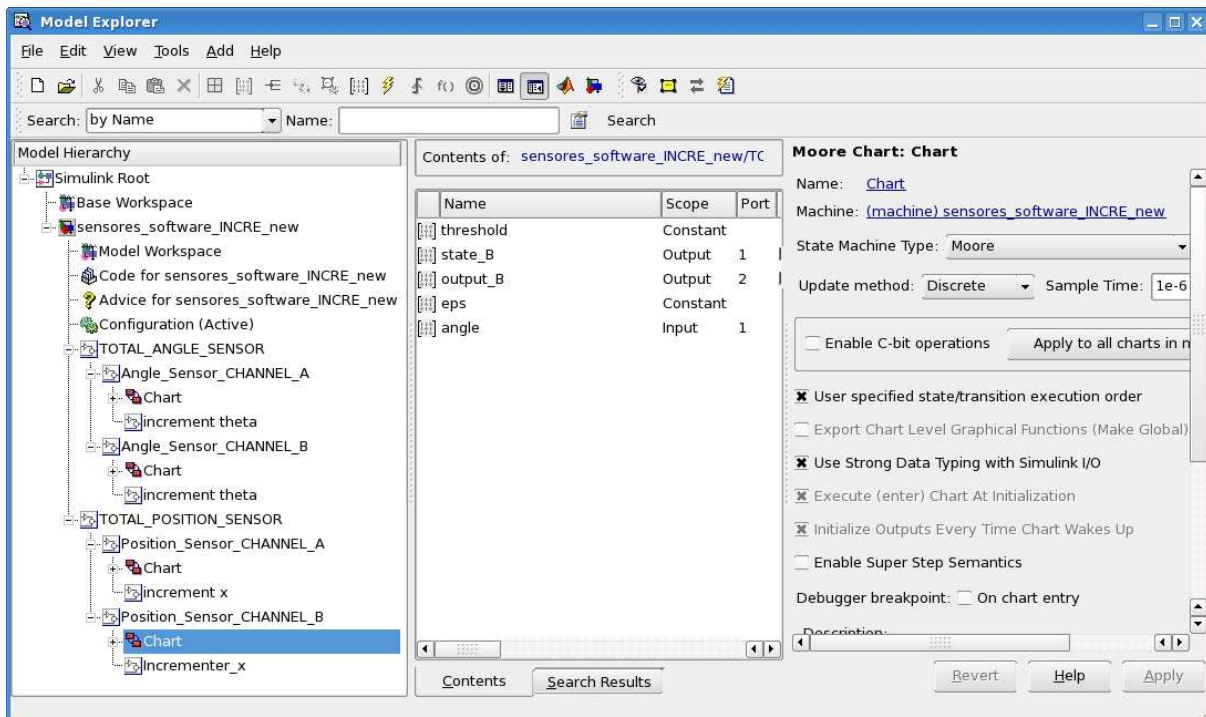 Model Explorer
File Edit View Tools Add Help
Search: by Name Name: Search
Model Hierarchy
Simulink Root
Base Workspace
sensores_software_INCRE_new
Model Workspace
Code for sensores_software_INCRE_new
Advice for sensores_software_INCRE_new
Configuration (Active)
TOTAL_ANGLE_SENSOR
Angle_Sensor_CHANNEL_A
Chart
increment theta
Angle_Sensor_CHANNEL_B
Chart
increment theta
TOTAL_POSITION_SENSOR
Position_Sensor_CHANNEL_A
Chart
increment x
Position_Sensor_CHANNEL_B
Chart
Incrementer_x
Contents of: sensores_software_INCRE_new/TC
Name Scope Port
threshold Constant
state_B Output 1
output_B Output 2
eps Constant
angle Input 1
Contents Search Results
Moore Chart: Chart
Name: Chart
Machine: (machine) sensores_software_INCRE_new
State Machine Type: Moore
Update method: Discrete Sample Time: 1e-6
Enable C-bit operations Apply to all charts in
User specified state/transition execution order
Export Chart Level Graphical Functions (Make Global)
Use Strong Data Typing with Simulink I/O
Execute (enter) Chart At Initialization
Initialize Outputs Every Time Chart Wakes Up
Enable Super Step Semantics
Debugger breakpoint: On chart entry
Description:
Revert Help Apply